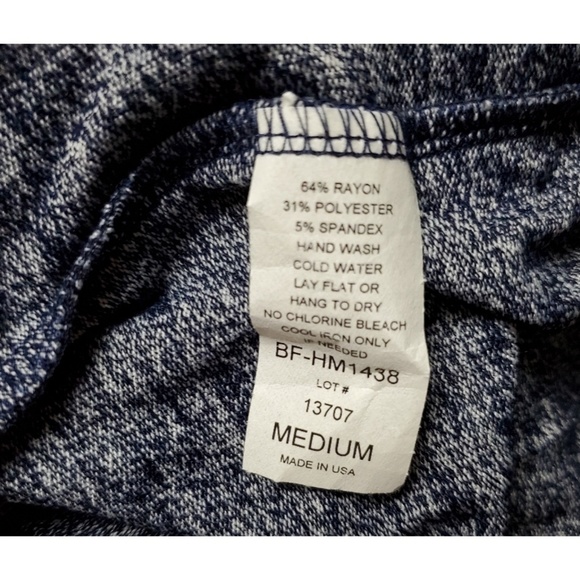 64% RAYON
31% POLYESTER
5% SPANDEX
HAND WASH
COLD WATER
LAY FLAT OR
HANG TO DRY
NO CHLORINE BLEACH
COOL IRON ONLY
IF NEEDED
BF-HM1438
LOT #
13707
MEDIUM
MADE IN USA